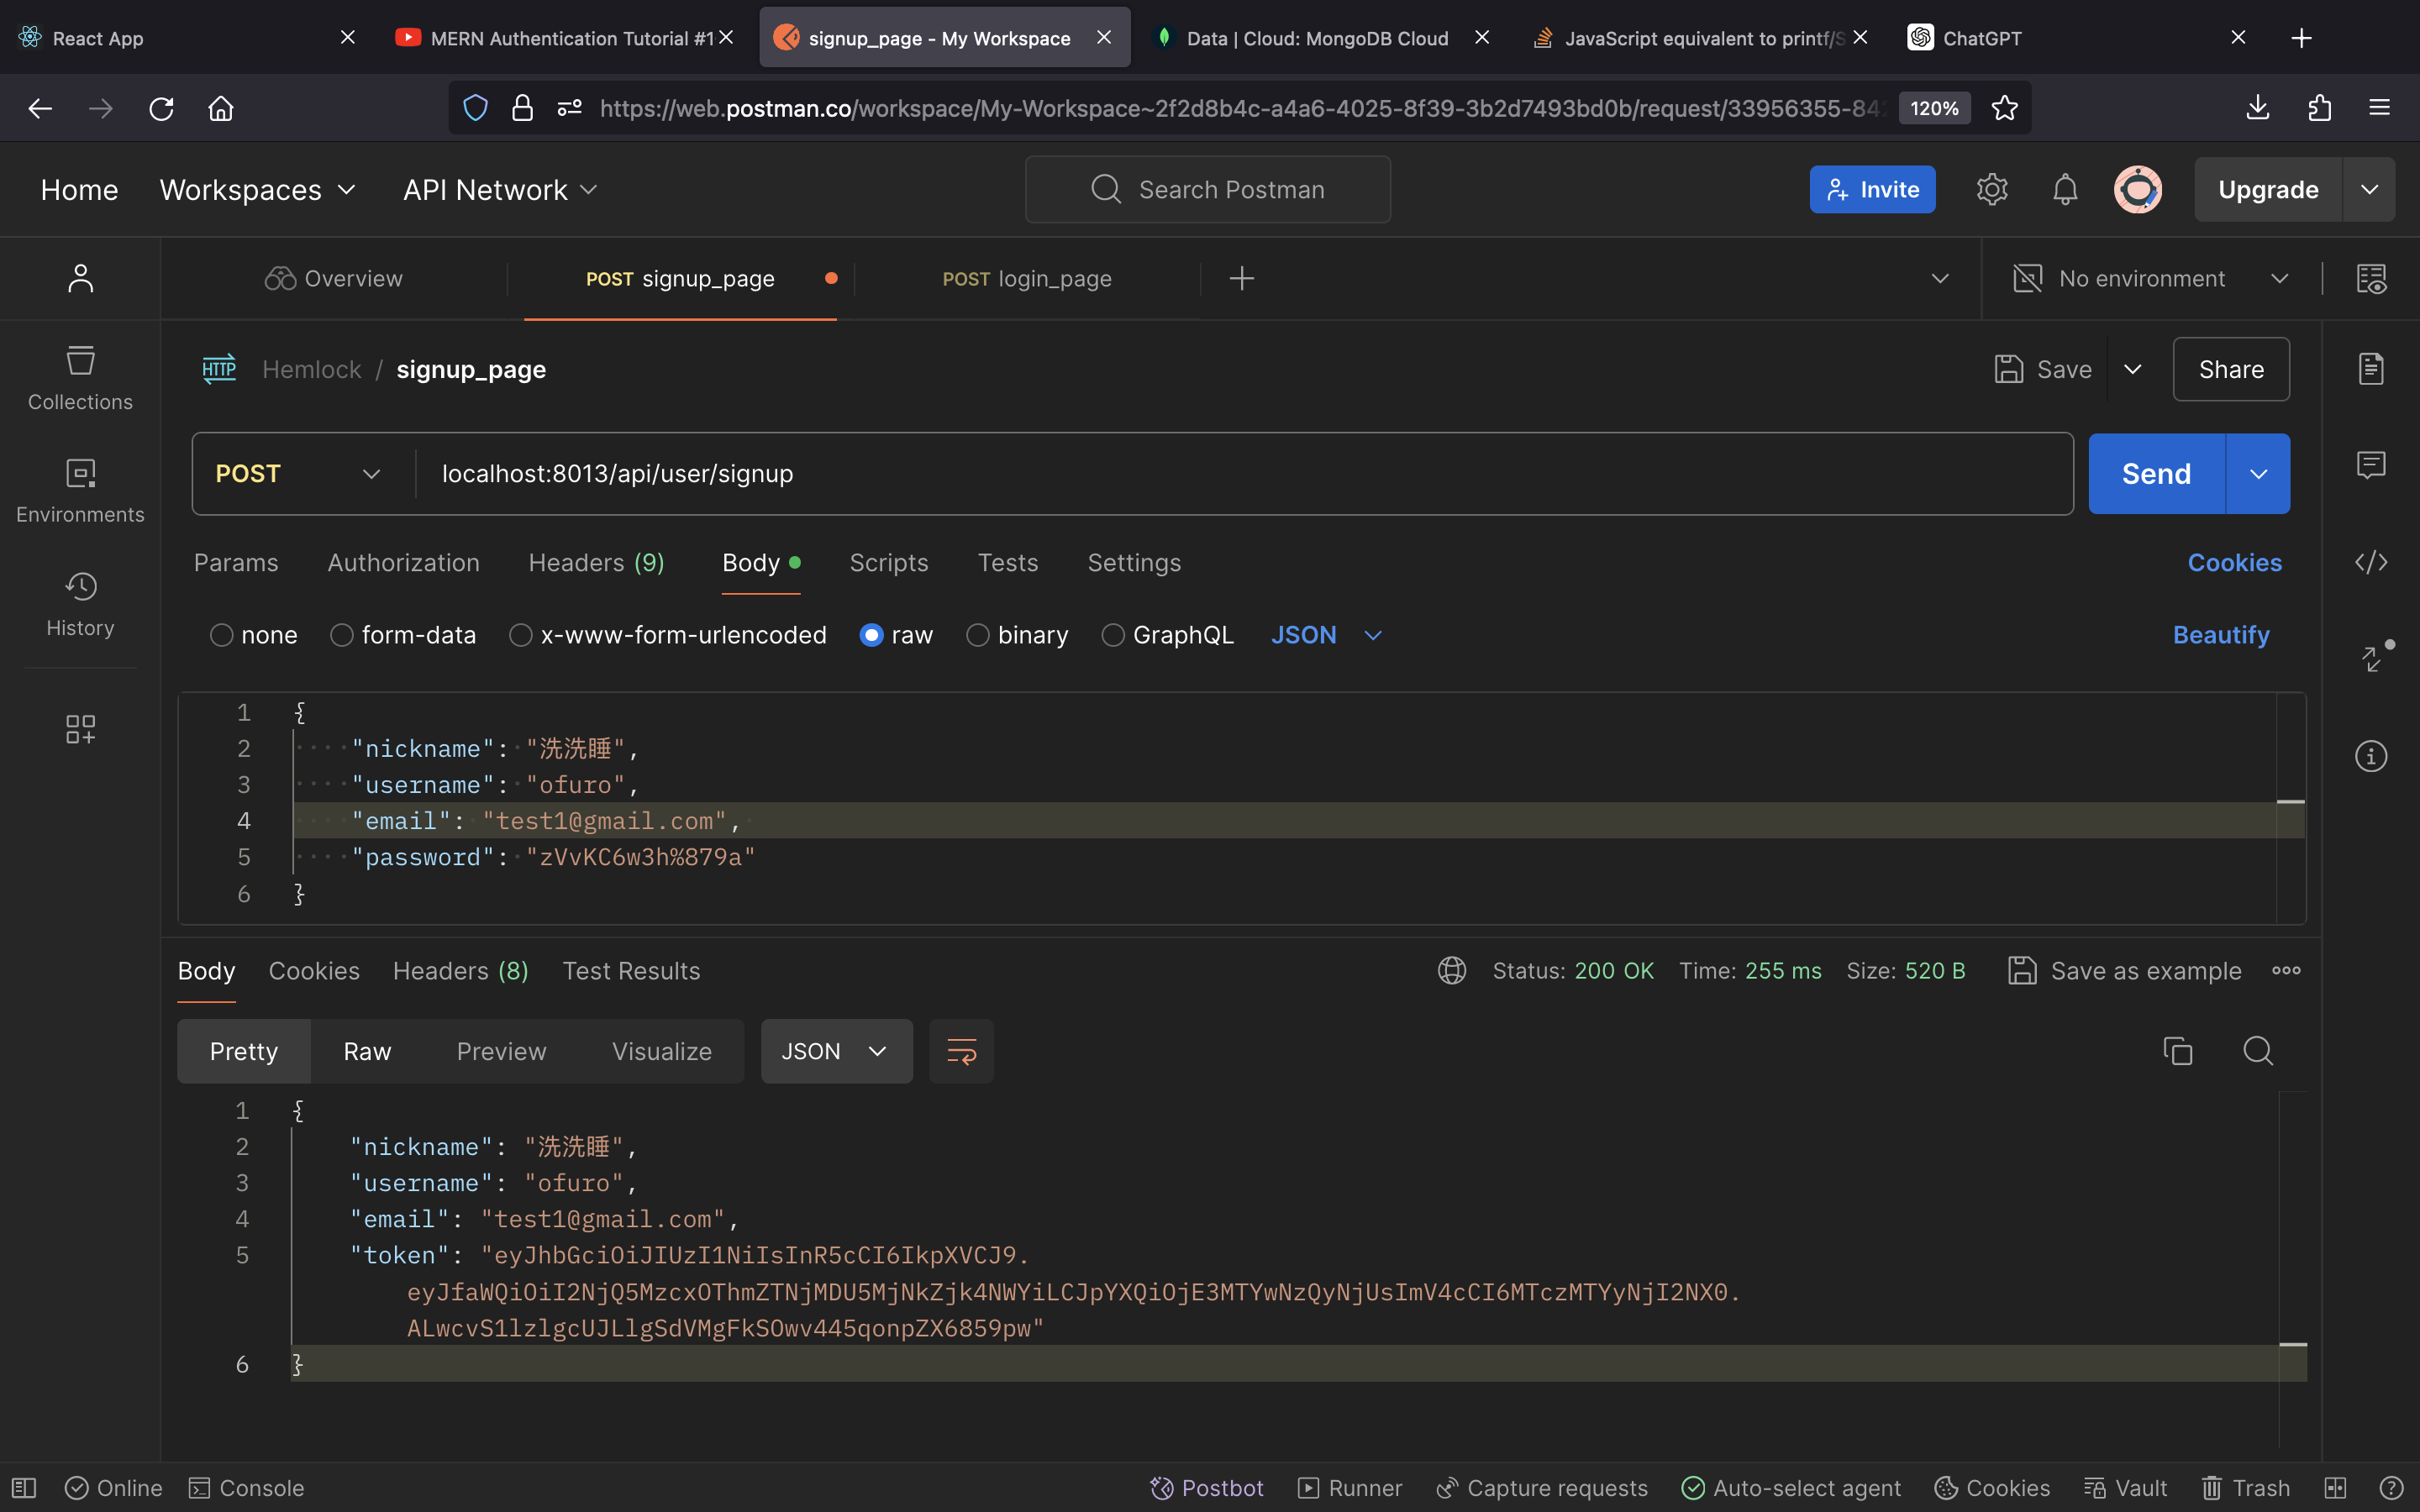 React App
MERN Authentication Tutorial #1
signup_page - My Workspace
Data | Cloud: MongoDB Cloud
JavaScript equivalent to printf/S
ChatGPT
https://web.postman.co/workspace/My-Workspace~2f2d8b4c-a4a6-4025-8f39-3b2d7493bd0b/request/33956355-84
120%
Home
Workspaces
API Network
Search Postman
Invite
Upgrade
Overview
POST signup_page
POST login_page
No environment
Collections
Environments
History
HTTP
Hemlock / signup_page
Save
Share
POST
localhost:8013/api/user/signup
Send
Params
Authorization
Headers (9)
Body
Scripts
Tests
Settings
Cookies
none
form-data
x-www-form-urlencoded
raw
binary
GraphQL
JSON
Beautify
1 {
2 "nickname": "洗洗睡",
3 "username": "ofuro",
4 "email": "test1@gmail.com",
5 "password": "zVvKC6w3h%879a"
6 }
Body
Cookies
Headers (8)
Test Results
Status: 200 OK
Time: 255 ms
Size: 520 B
Save as example
Pretty
Raw
Preview
Visualize
JSON
1 {
2 "nickname": "洗洗睡",
3 "username": "ofuro",
4 "email": "test1@gmail.com",
5 "token": "eyJhbGciOiJIUzI1NiIsInR5cCI6IkpXVCJ9.
eyJfaWQiOiI2NjQ5MzcxOThmZTNjMDU5MjNkZjk4NWYiLCJpYXQiOjE3MTYwNzQyNjUsImV4cCI6MTczMTYyNjI2NX0.
ALwcvS1lzlgcUJLlgSdVMgFkSOwv445qonpZX6859pw"
6 }
Online
Console
Postbot
Runner
Capture requests
Auto-select agent
Cookies
Vault
Trash